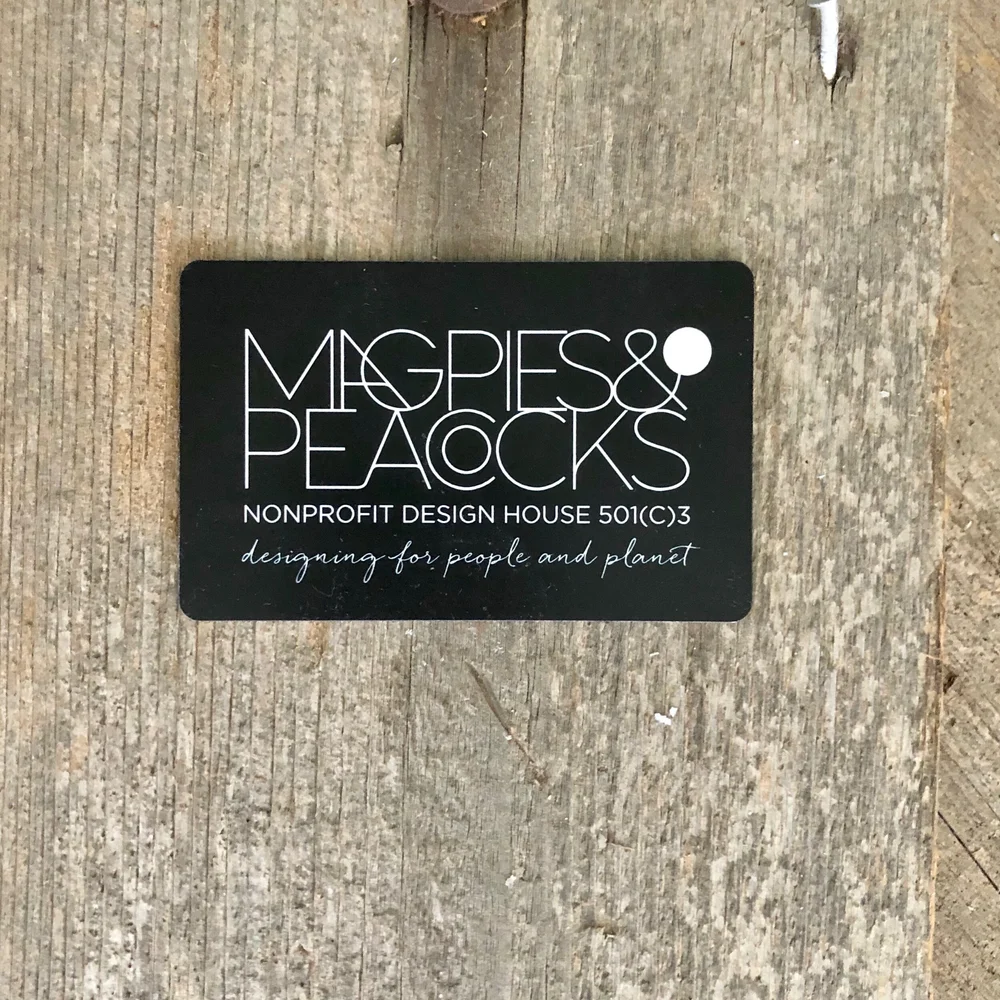 MAGPIES&
PEACOCKS
NONPROFIT DESIGN HOUSE 501(C)3
designing for people and planet